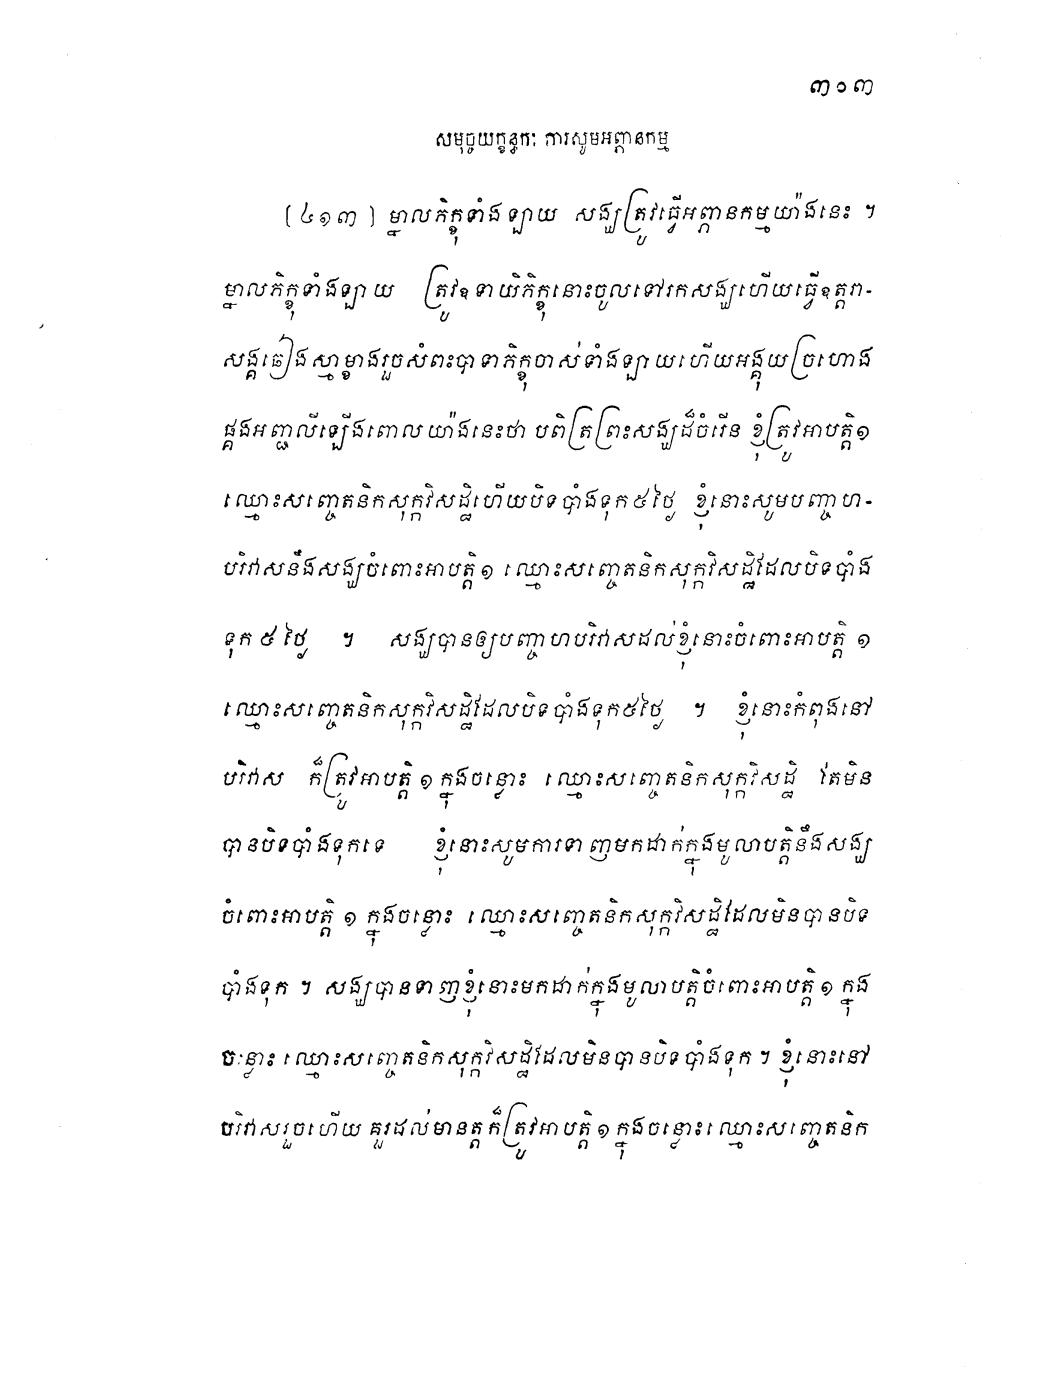 ៣១៣
សមុច្ចយក្ខន្ធកៈ ការសូមអព្ភានកម្ម
(៤១៣) ម្នាលភិក្ខុទាំងឡាយ សង្ឃត្រូវធ្វើអព្ភានកម្មយ៉ាងនេះ ។
ម្នាលភិក្ខុទាំងឡាយ ត្រូវឧទាយិភិក្ខុនោះចូលទៅរកសង្ឃហើយធ្វើឧត្តរា-
សង្គឆៀងស្មាម្ខាងរួចសំពះបាទាភិក្ខុចាស់ទាំងឡាយហើយអង្គុយច្រហោង
ផ្គងអញ្ជលីឡើងពោលយ៉ាងនេះថា បពិត្រព្រះសង្ឃដ៏ចំរើន ខ្ញុំត្រូវអាបត្តិ១
ឈ្មោះសញ្ចេតនិកសុក្កវិសដ្ឋិហើយបិទបាំងទុក៥ថ្ងៃ ខ្ញុំនោះសូមបញ្ចាហ-
បរិវាសនឹងសង្ឃចំពោះអាបត្តិ១ ឈ្មោះសញ្ចេតនិកសុក្កវិសដ្ឋិដែលបិទបាំង
ទុក ៥ ថ្ងៃ ។ សង្ឃបានឲ្យបញ្ចាហបរិវាសដល់ខ្ញុំនោះចំពោះអាបត្តិ ១
ឈ្មោះសញ្ចេតនិកសុក្កវិសដ្ឋិដែលបិទបាំងទុក៥ថ្ងៃ ។ ខ្ញុំនោះកំពុងនៅ
បរិវាស ក៏ត្រូវអាបត្តិ ១ ក្នុងចន្លោះ ឈ្មោះសញ្ចេតនិកសុក្កវិសដ្ឋិ តែមិន
បានបិទបាំងទុកទេ ខ្ញុំនោះសូមការទាញមកដាក់ក្នុងមូលាបត្តិនឹងសង្ឃ
ចំពោះអាបត្តិ ១ ក្នុងចន្លោះ ឈ្មោះសញ្ចេតនិកសុក្កវិសដ្ឋិដែលមិនបានបិទ
បាំងទុក ។ សង្ឃបានទាញខ្ញុំនោះមកដាក់ក្នុងមូលាបត្តិចំពោះអាបត្តិ ១ ក្នុង
ចន្លោះ ឈ្មោះសញ្ចេតនិកសុក្កវិសដ្ឋិដែលមិនបានបិទបាំងទុក ។ ខ្ញុំនោះនៅ
បរិវាសរួចហើយ គួរដល់មានត្តក៏ត្រូវអាបត្តិ ១ ក្នុងចន្លោះឈ្មោះសញ្ចេតនិក